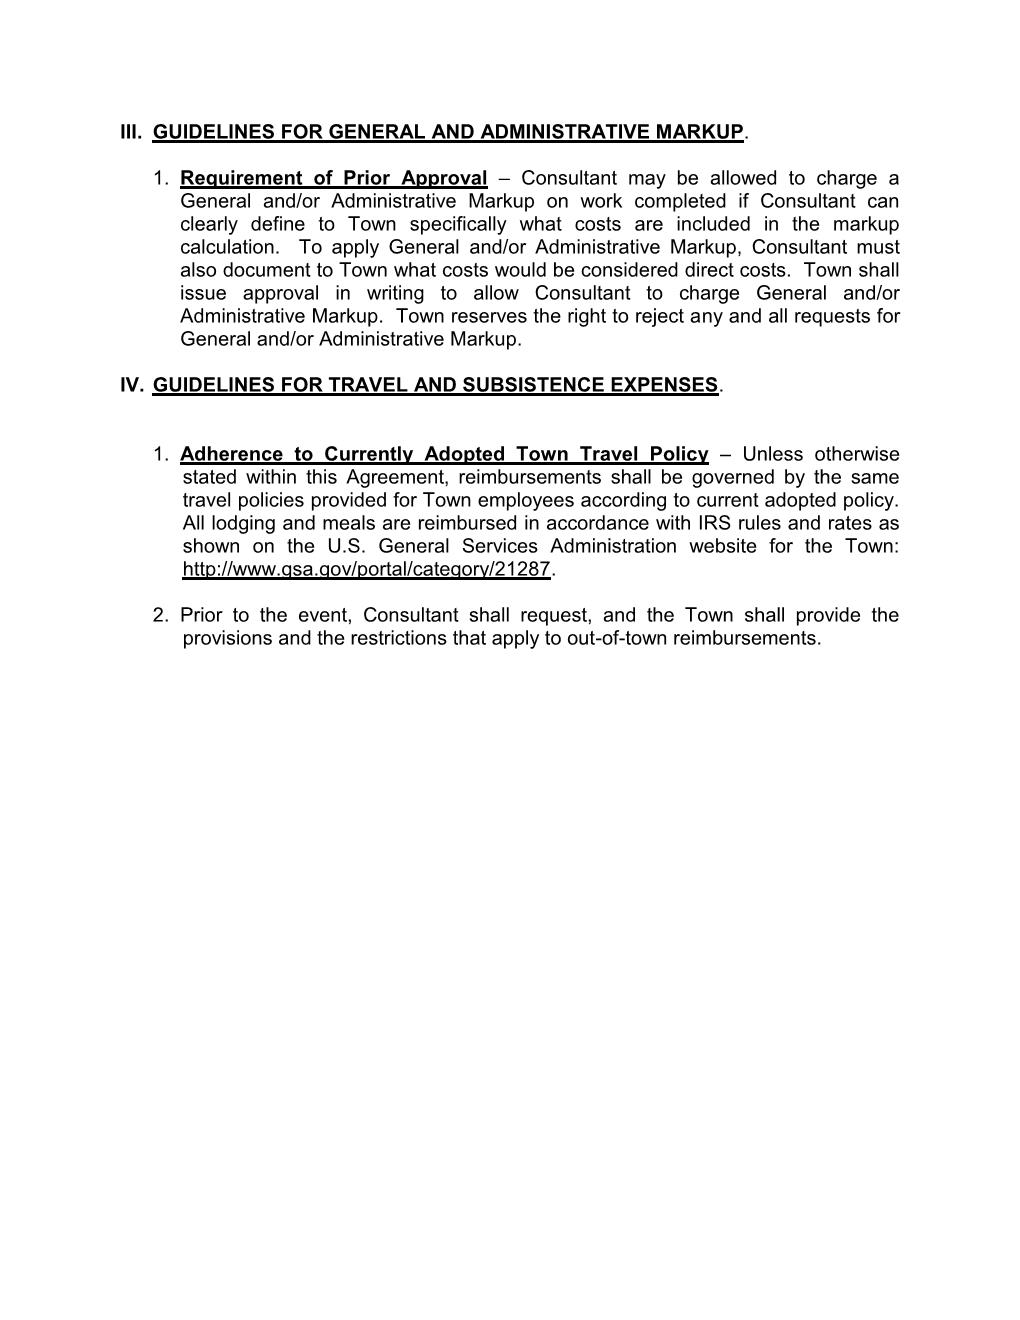 III. GUIDELINES FOR GENERAL AND ADMINISTRATIVE MARKUP.
1. Requirement of Prior Approval – Consultant may be allowed to charge a
General and/or Administrative Markup on work completed if Consultant can
clearly define to Town specifically what costs are included in the markup
calculation. To apply General and/or Administrative Markup, Consultant must
also document to Town what costs would be considered direct costs. Town shall
issue approval in writing to allow Consultant to charge General and/or
Administrative Markup. Town reserves the right to reject any and all requests for
General and/or Administrative Markup.
IV. GUIDELINES FOR TRAVEL AND SUBSISTENCE EXPENSES.
1. Adherence to Currently Adopted Town Travel Policy – Unless otherwise
stated within this Agreement, reimbursements shall be governed by the same
travel policies provided for Town employees according to current adopted policy.
All lodging and meals are reimbursed in accordance with IRS rules and rates as
shown on the U.S. General Services Administration website for the Town:
http://www.gsa.gov/portal/category/21287.
2. Prior to the event, Consultant shall request, and the Town shall provide the
provisions and the restrictions that apply to out-of-town reimbursements.